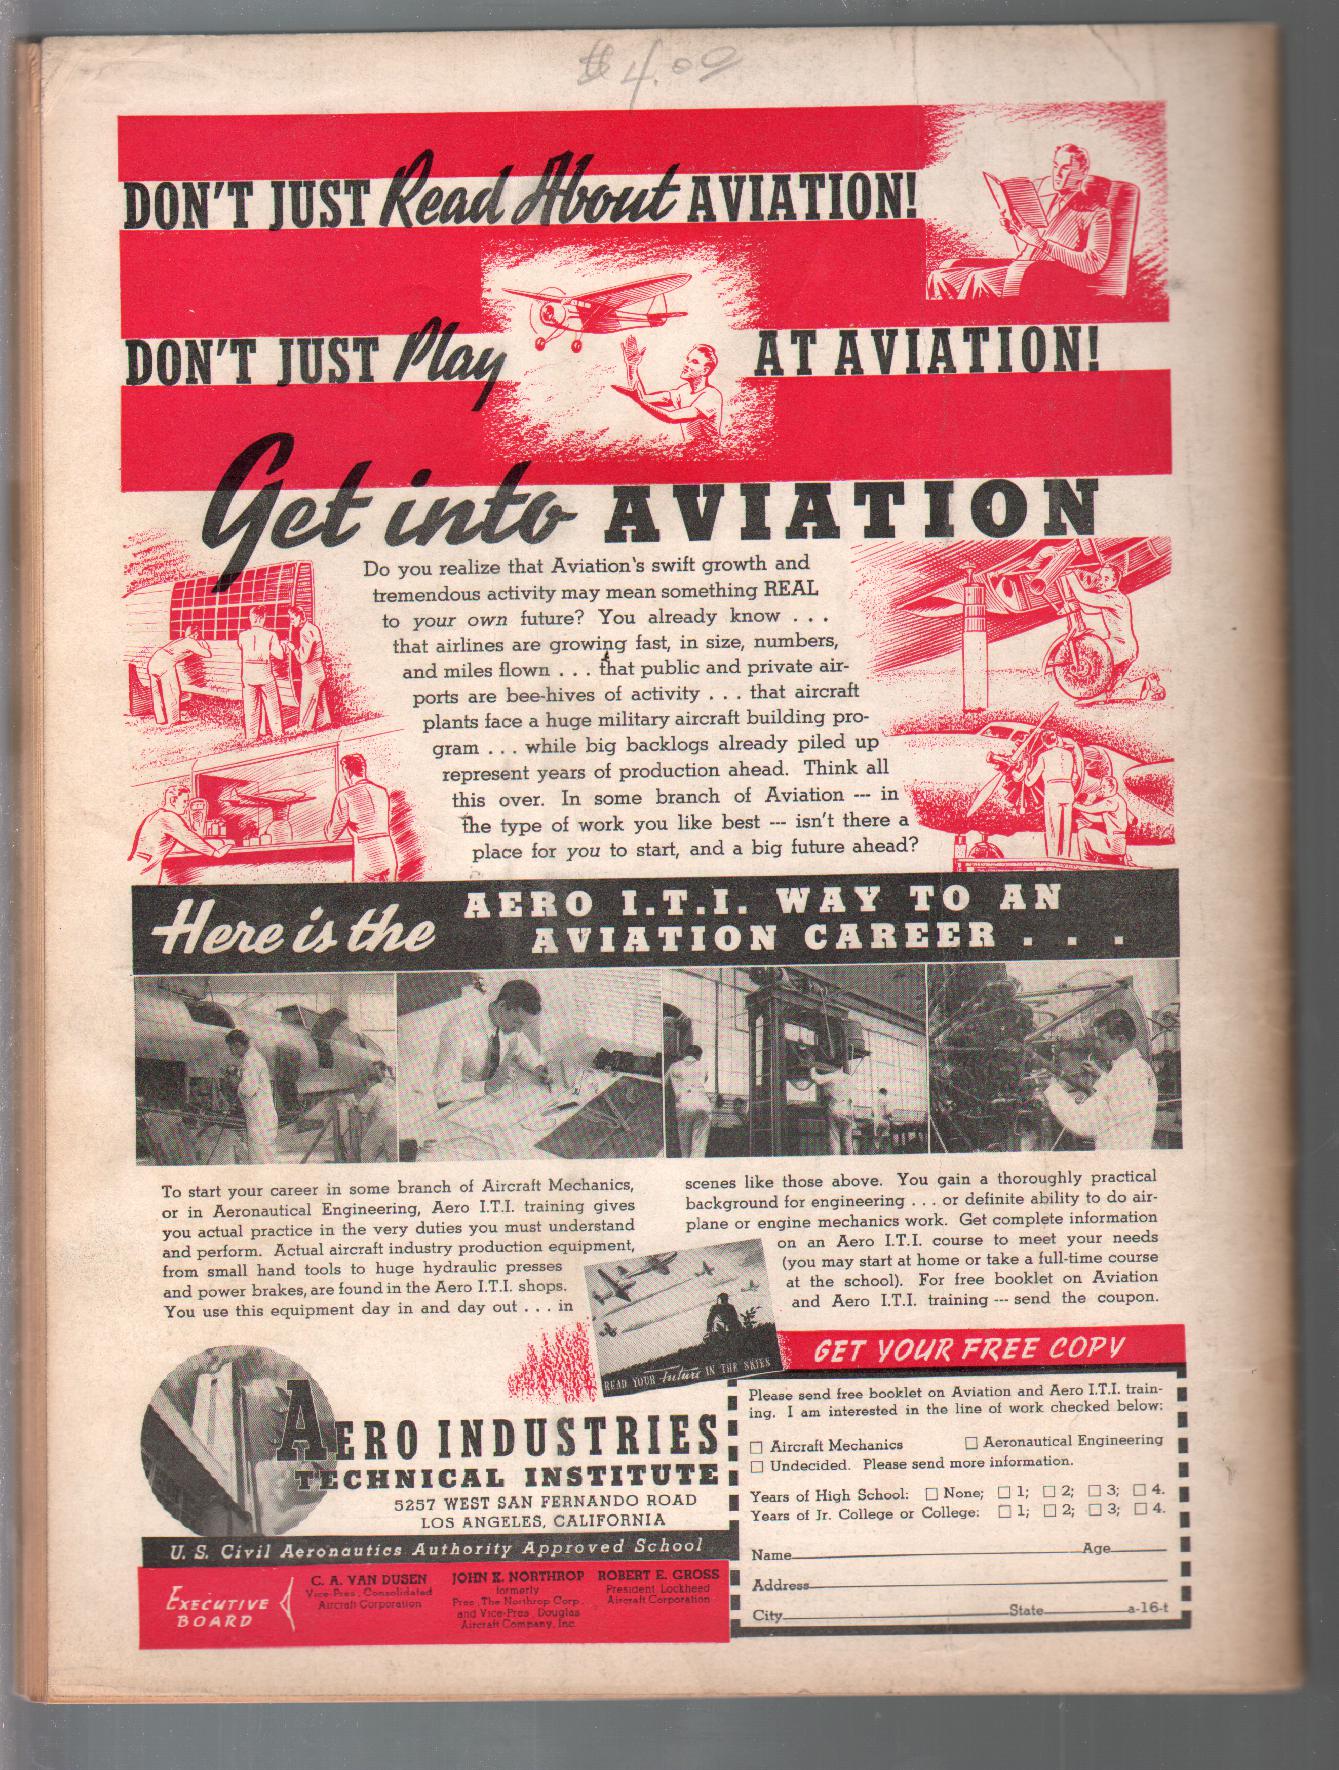 $4.00
DON'T JUST Read About AVIATION!
DON'T JUST Play AT AVIATION!
Get into AVIATION
Do you realize that Aviation's swift growth and
tremendous activity may mean something REAL
to your own future? You already know . . .
that airlines are growing fast, in size, numbers,
and miles flown . . . that public and private air-
ports are bee-hives of activity . . . that aircraft
plants face a huge military aircraft building pro-
gram . . . while big backlogs already piled up
represent years of production ahead. Think all
this over. In some branch of Aviation --- in
the type of work you like best --- isn't there a
place for you to start, and a big future ahead?
Here is the AERO I.T.I. WAY TO AN
AVIATION CAREER . . .
To start your career in some branch of Aircraft Mechanics,
or in Aeronautical Engineering, Aero I.T.I. training gives
you actual practice in the very duties you must understand
and perform. Actual aircraft industry production equipment,
from small hand tools to huge hydraulic presses
and power brakes, are found in the Aero I.T.I. shops.
You use this equipment day in and day out . . . in
scenes like those above. You gain a thoroughly practical
background for engineering . . . or definite ability to do air-
plane or engine mechanics work. Get complete information
on an Aero I.T.I. course to meet your needs
(you may start at home or take a full-time course
at the school). For free booklet on Aviation
and Aero I.T.I. training --- send the coupon.
READ YOUR future IN THE SKIES
AERO INDUSTRIES
TECHNICAL INSTITUTE
5257 WEST SAN FERNANDO ROAD
LOS ANGELES, CALIFORNIA
U. S. Civil Aeronautics Authority Approved School
EXECUTIVE
BOARD
C. A. VAN DUSEN
Vice-Pres., Consolidated
Aircraft Corporation
JOHN K. NORTHROP
formerly
Pres., The Northrop Corp.
and Vice-Pres., Douglas
Aircraft Company, Inc.
ROBERT E. GROSS
President Lockheed
Aircraft Corporation
GET YOUR FREE COPY
Please send free booklet on Aviation and Aero I.T.I. train-
ing. I am interested in the line of work checked below:
☐ Aircraft Mechanics ☐ Aeronautical Engineering
☐ Undecided. Please send more information.
Years of High School: ☐ None; ☐ 1; ☐ 2; ☐ 3; ☐ 4.
Years of Jr. College or College: ☐ 1; ☐ 2; ☐ 3; ☐ 4.
Name Age
Address
City State a-16-t